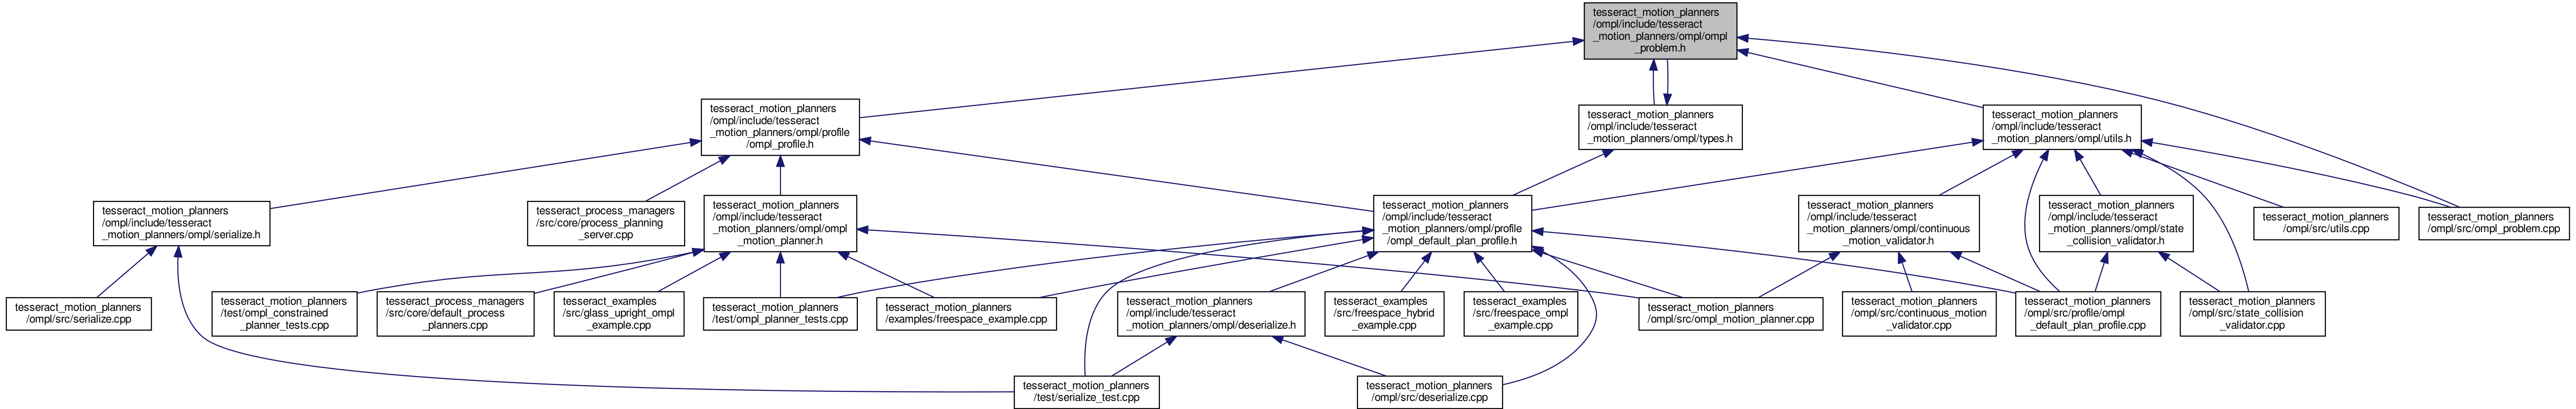 tesseract_motion_planners
/ompl/include/tesseract
_motion_planners/ompl/ompl
_problem.h
tesseract_motion_planners
/ompl/include/tesseract
_motion_planners/ompl/profile
/ompl_profile.h
tesseract_motion_planners
/ompl/include/tesseract
_motion_planners/ompl/types.h
tesseract_motion_planners
/ompl/include/tesseract
_motion_planners/ompl/utils.h
tesseract_motion_planners
/ompl/include/tesseract
_motion_planners/ompl/serialize.h
tesseract_process_managers
/src/core/process_planning
_server.cpp
tesseract_motion_planners
/ompl/include/tesseract
_motion_planners/ompl/ompl
_motion_planner.h
tesseract_motion_planners
/ompl/include/tesseract
_motion_planners/ompl/profile
/ompl_default_plan_profile.h
tesseract_motion_planners
/ompl/include/tesseract
_motion_planners/ompl/continuous
_motion_validator.h
tesseract_motion_planners
/ompl/include/tesseract
_motion_planners/ompl/state
_collision_validator.h
tesseract_motion_planners
/ompl/src/utils.cpp
tesseract_motion_planners
/ompl/src/ompl_problem.cpp
tesseract_motion_planners
/ompl/src/serialize.cpp
tesseract_motion_planners
/test/ompl_constrained
_planner_tests.cpp
tesseract_process_managers
/src/core/default_process
_planners.cpp
tesseract_examples
/src/glass_upright_ompl
_example.cpp
tesseract_motion_planners
/test/ompl_planner_tests.cpp
tesseract_motion_planners
/examples/freespace_example.cpp
tesseract_motion_planners
/ompl/include/tesseract
_motion_planners/ompl/deserialize.h
tesseract_examples
/src/freespace_hybrid
_example.cpp
tesseract_examples
/src/freespace_ompl
_example.cpp
tesseract_motion_planners
/ompl/src/ompl_motion_planner.cpp
tesseract_motion_planners
/ompl/src/continuous_motion
_validator.cpp
tesseract_motion_planners
/ompl/src/profile/ompl
_default_plan_profile.cpp
tesseract_motion_planners
/ompl/src/state_collision
_validator.cpp
tesseract_motion_planners
/test/serialize_test.cpp
tesseract_motion_planners
/ompl/src/deserialize.cpp